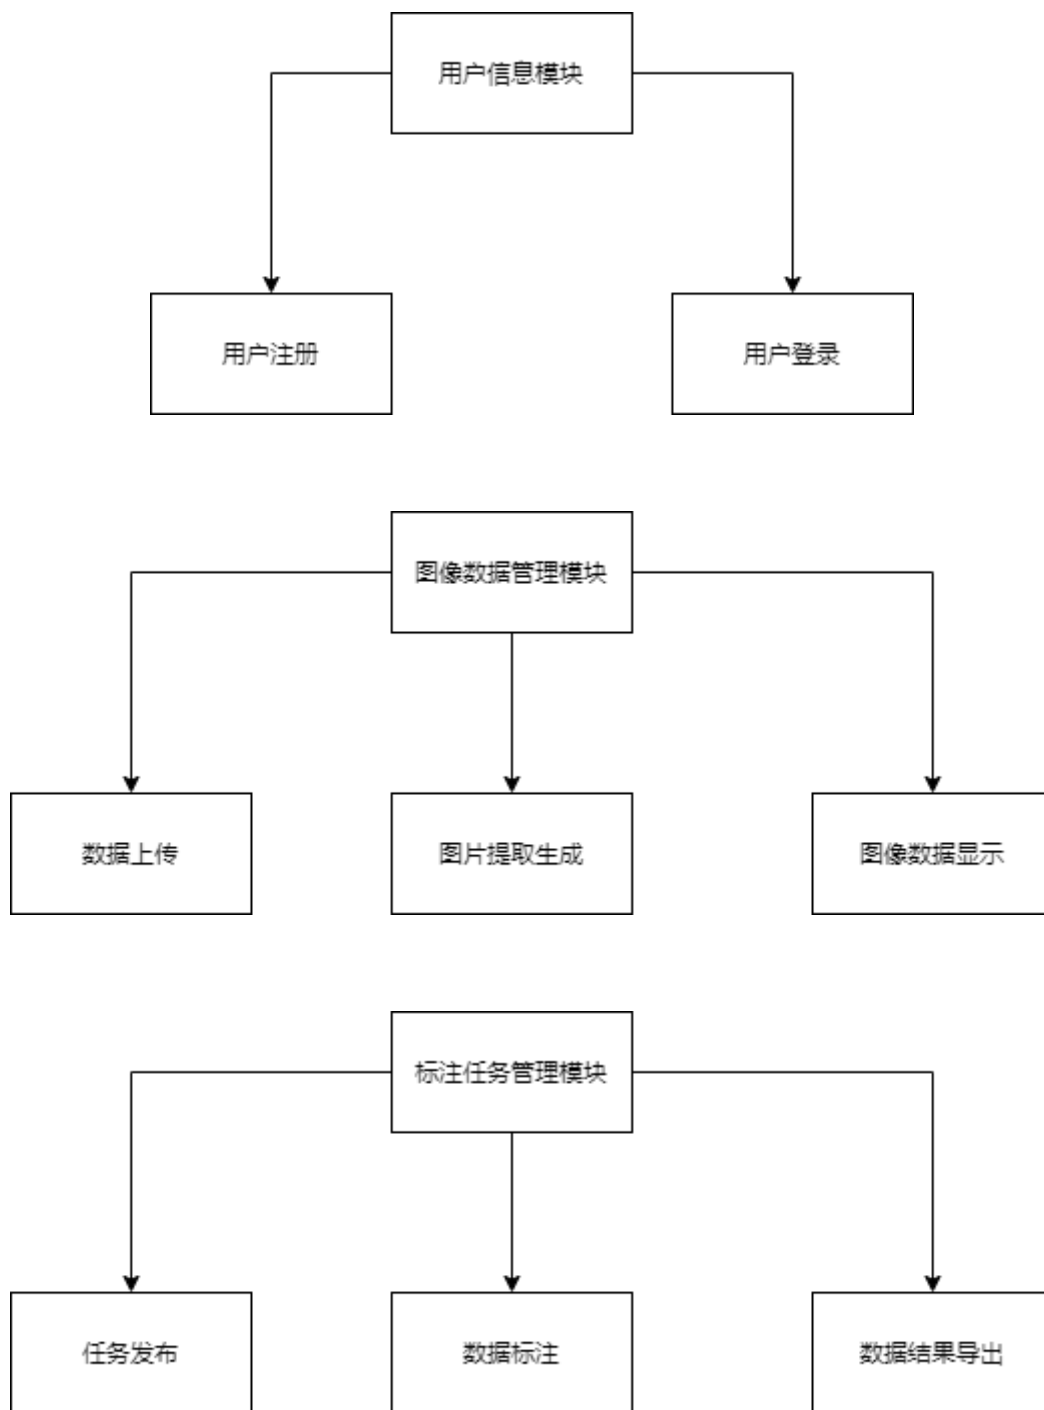 用户信息模块
用户注册
用户登录
图像数据管理模块
数据上传
图片提取生成
图像数据显示
标注任务管理模块
任务发布
数据标注
数据结果导出